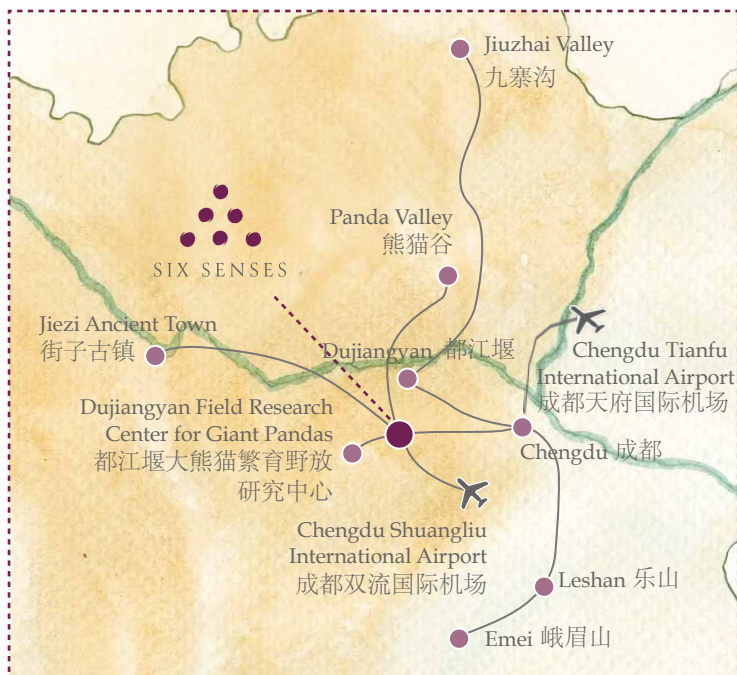 Jiuzhai Valley
九寨沟
Panda Valley
熊猫谷
SIX SENSES
Jiezi Ancient Town
街子古镇
Dujiangyan 都江堰
Chengdu Tianfu
International Airport
成都天府国际机场
Dujiangyan Field Research
Center for Giant Pandas
都江堰大熊猫繁育野放
研究中心
Chengdu 成都
Chengdu Shuangliu
International Airport
成都双流国际机场
Leshan 乐山
Emei 峨眉山